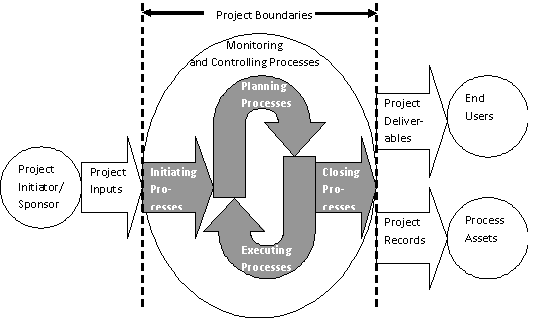 Project Boundaries
Monitoring
and Controlling Processes
Planning
Processes
Project
Initiator/
Sponsor
Project
Inputs
Initiating
Pro-
cesses
Closing
Pro-
cesses
Executing
Processes
Project
Deliver-
ables
End
Users
Project
Records
Process
Assets